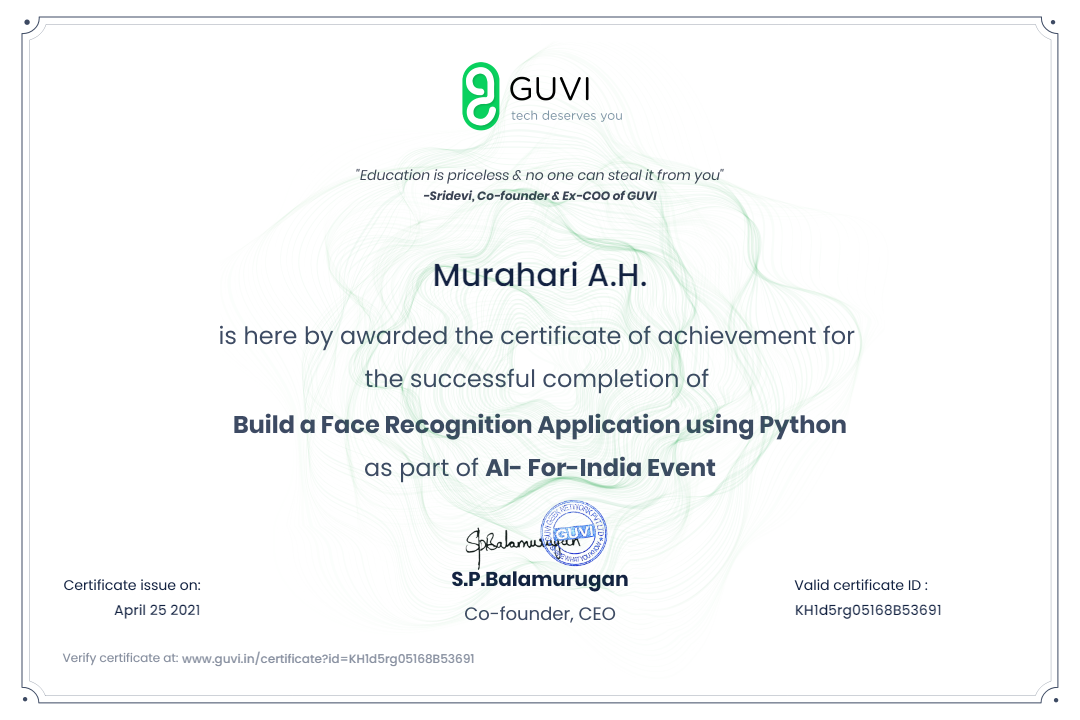 GUVI
tech deserves you
"Education is priceless & no one can steal it from you"
-Sridevi, Co-founder & Ex-COO of GUVI
Murahari A.H.
is here by awarded the certificate of achievement for
the successful completion of
Build a Face Recognition Application using Python
as part of AI- For-India Event
SpBalamurugan
GUVI
S.P.Balamurugan
Co-founder, CEO
Certificate issue on:
April 25 2021
Valid certificate ID :
KH1d5rg05168B53691
Verify certificate at: www.guvi.in/certificate?id=KH1d5rg05168B53691